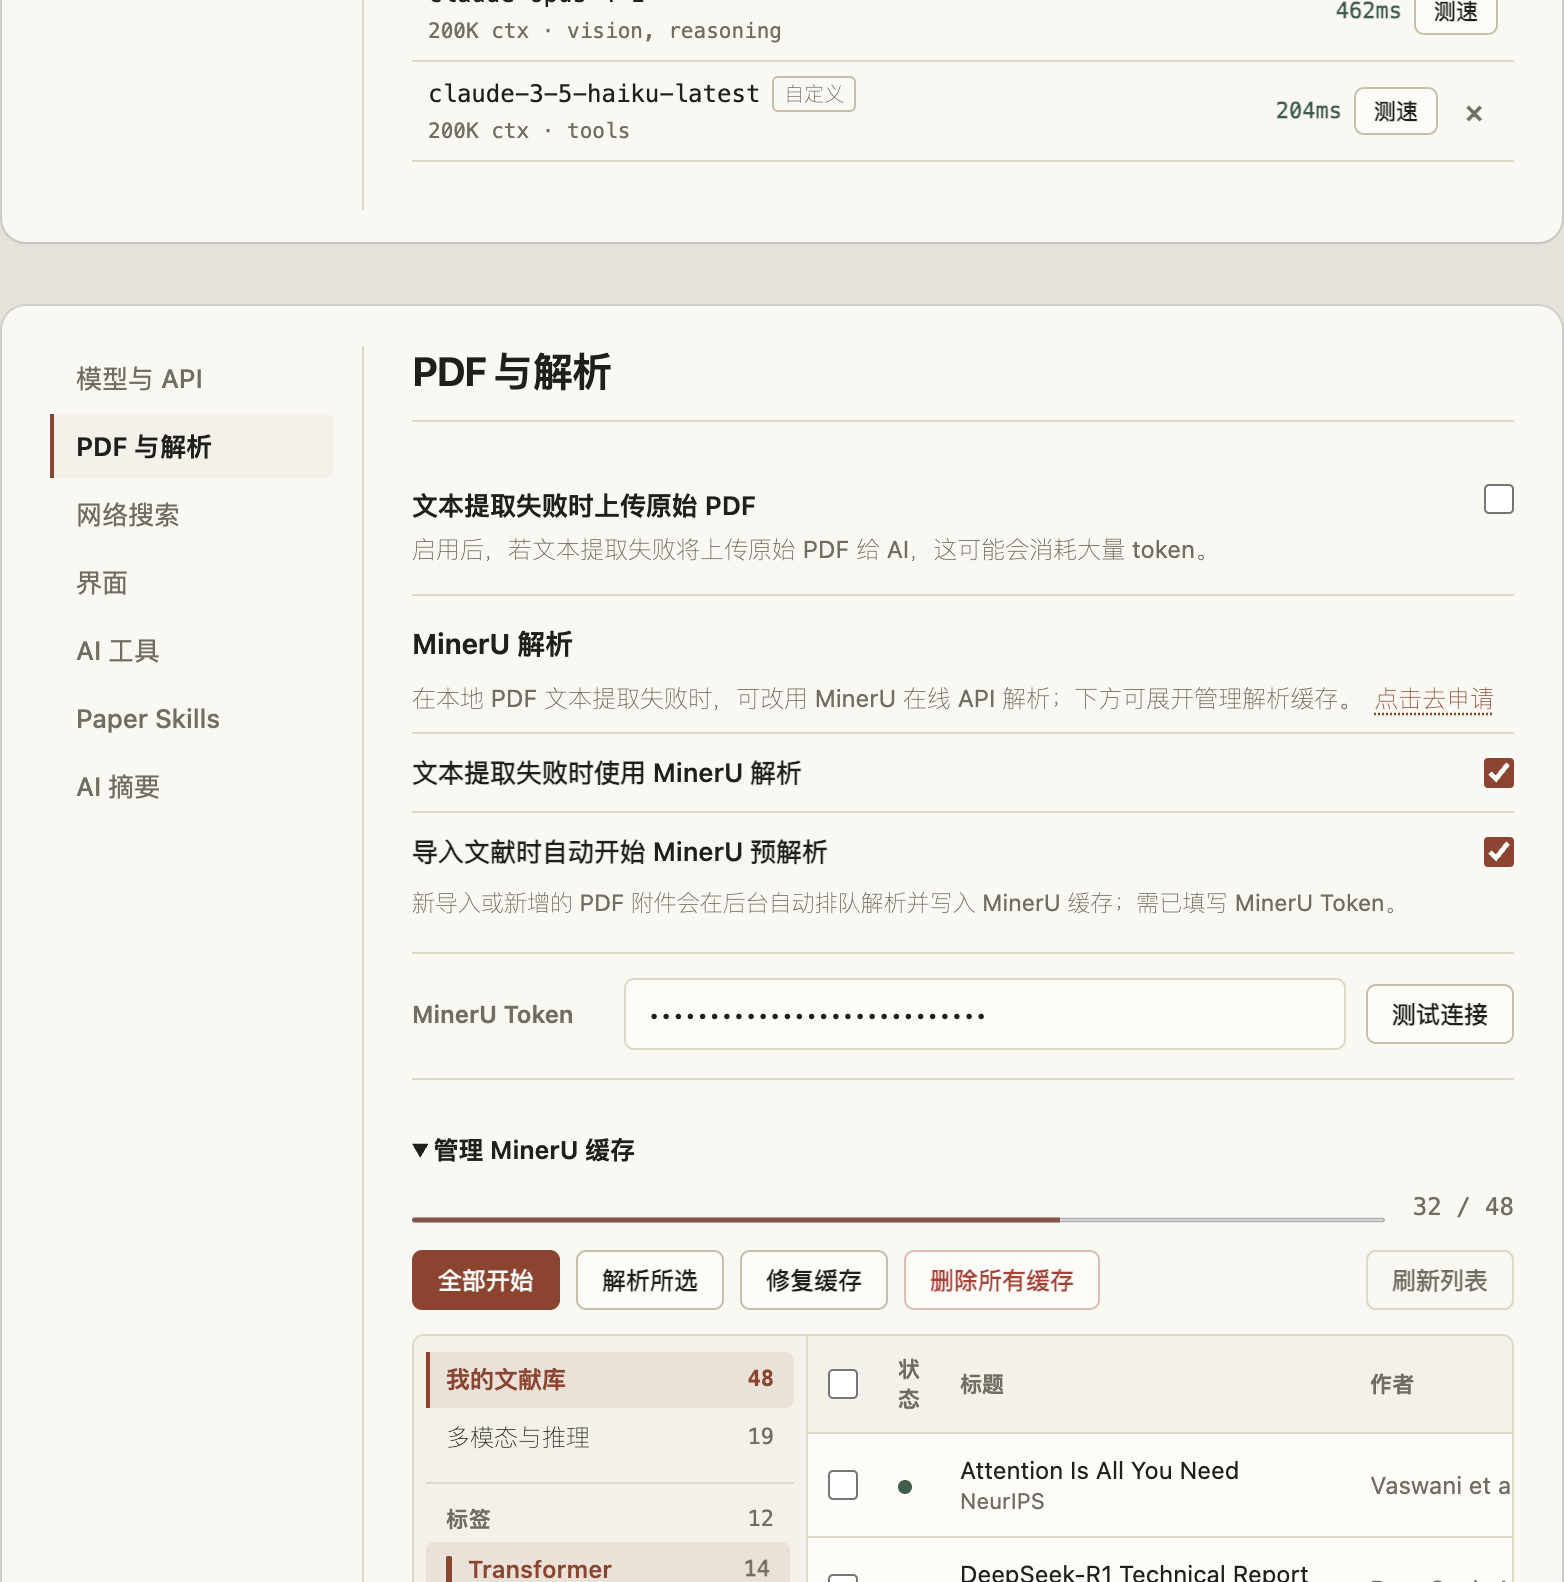 462ms
测速
200K ctx · vision, reasoning
claude-3-5-haiku-latest
自定义
204ms
测速
×
200K ctx · tools
模型与 API
PDF 与解析
网络搜索
界面
AI 工具
Paper Skills
AI 摘要
PDF 与解析
文本提取失败时上传原始 PDF
启用后，若文本提取失败将上传原始 PDF 给 AI，这可能会消耗大量 token。
MinerU 解析
在本地 PDF 文本提取失败时，可改用 MinerU 在线 API 解析；下方可展开管理解析缓存。 点击去申请
文本提取失败时使用 MinerU 解析
导入文献时自动开始 MinerU 预解析
新导入或新增的 PDF 附件会在后台自动排队解析并写入 MinerU 缓存；需已填写 MinerU Token。
MinerU Token
测试连接
▼管理 MinerU 缓存
32 / 48
全部开始
解析所选
修复缓存
删除所有缓存
刷新列表
我的文献库 48
多模态与推理 19
标签 12
Transformer 14
状态
标题
作者
Attention Is All You Need
NeurIPS
Vaswani et a
DeepSeek-R1 Technical Report